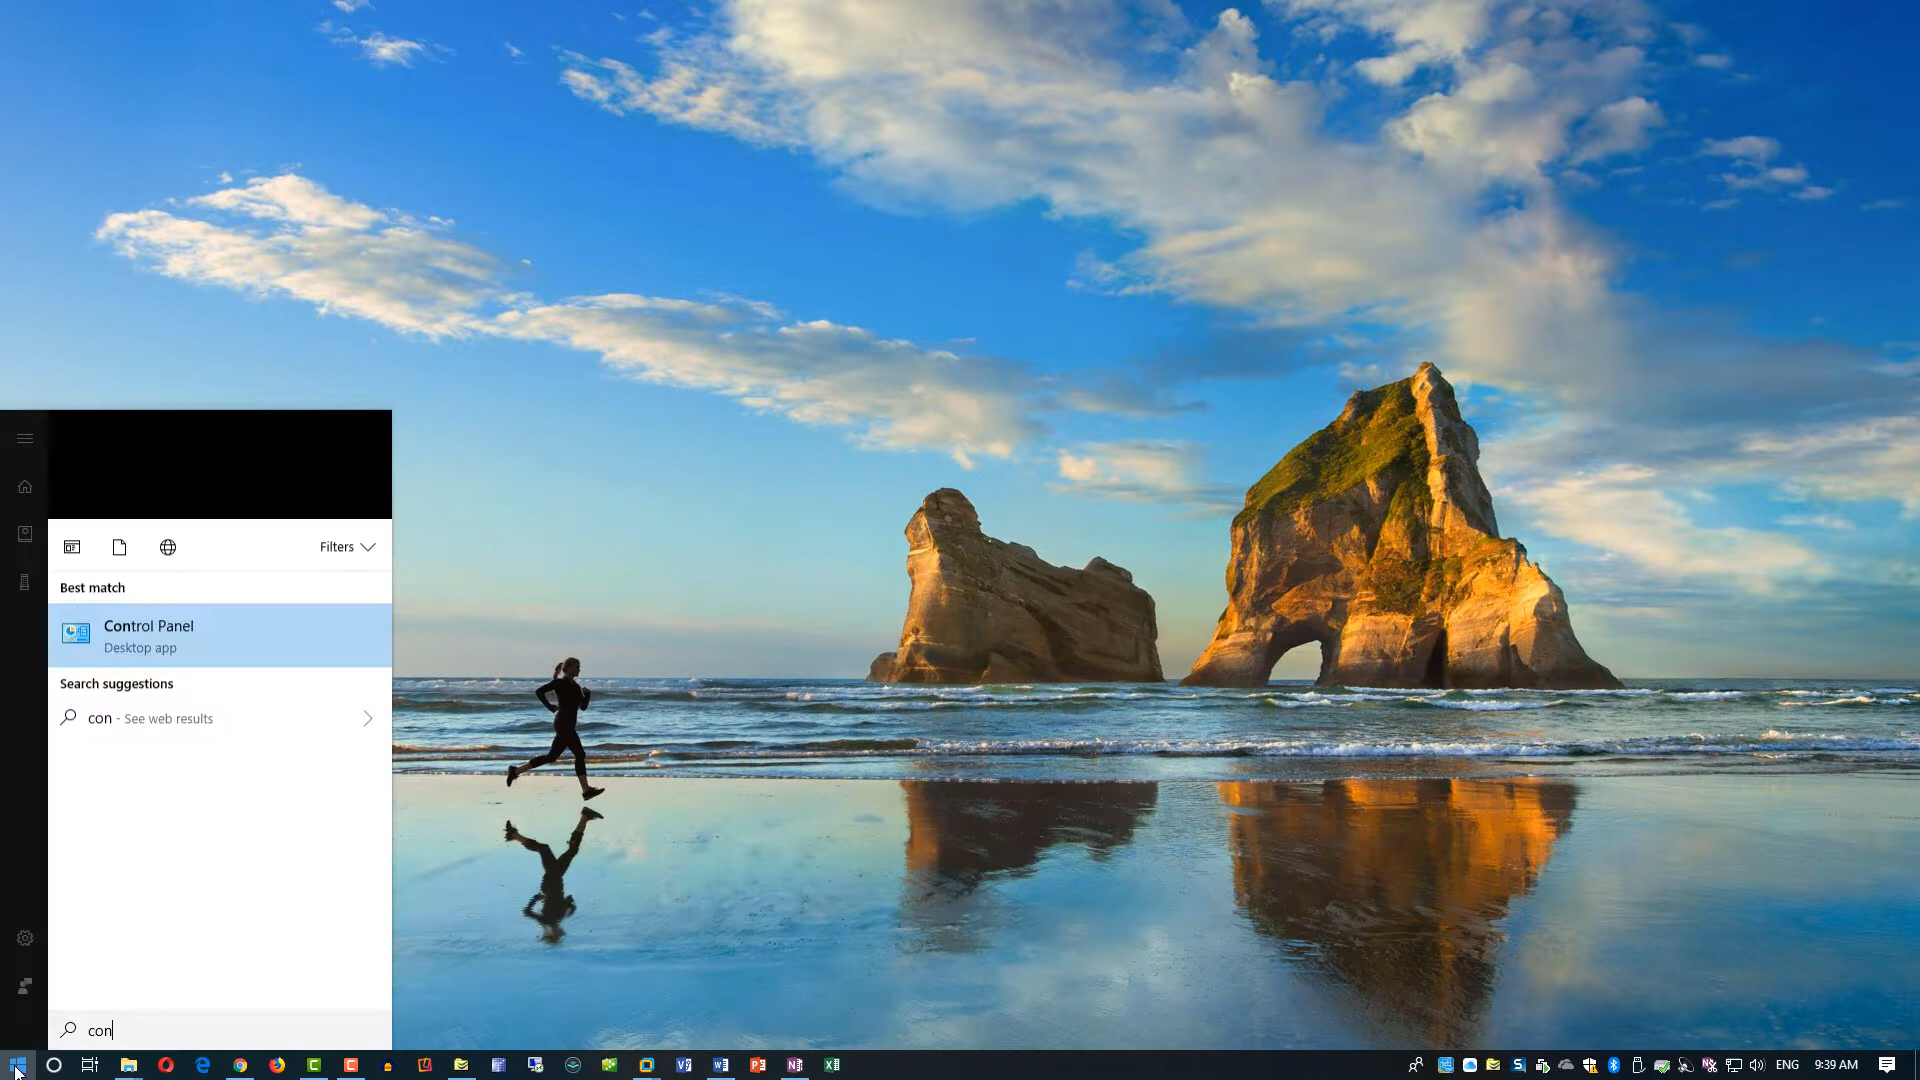 Filters
Best match
Control Panel
Desktop app
Search suggestions
con - See web results
con
ENG
9:39 AM